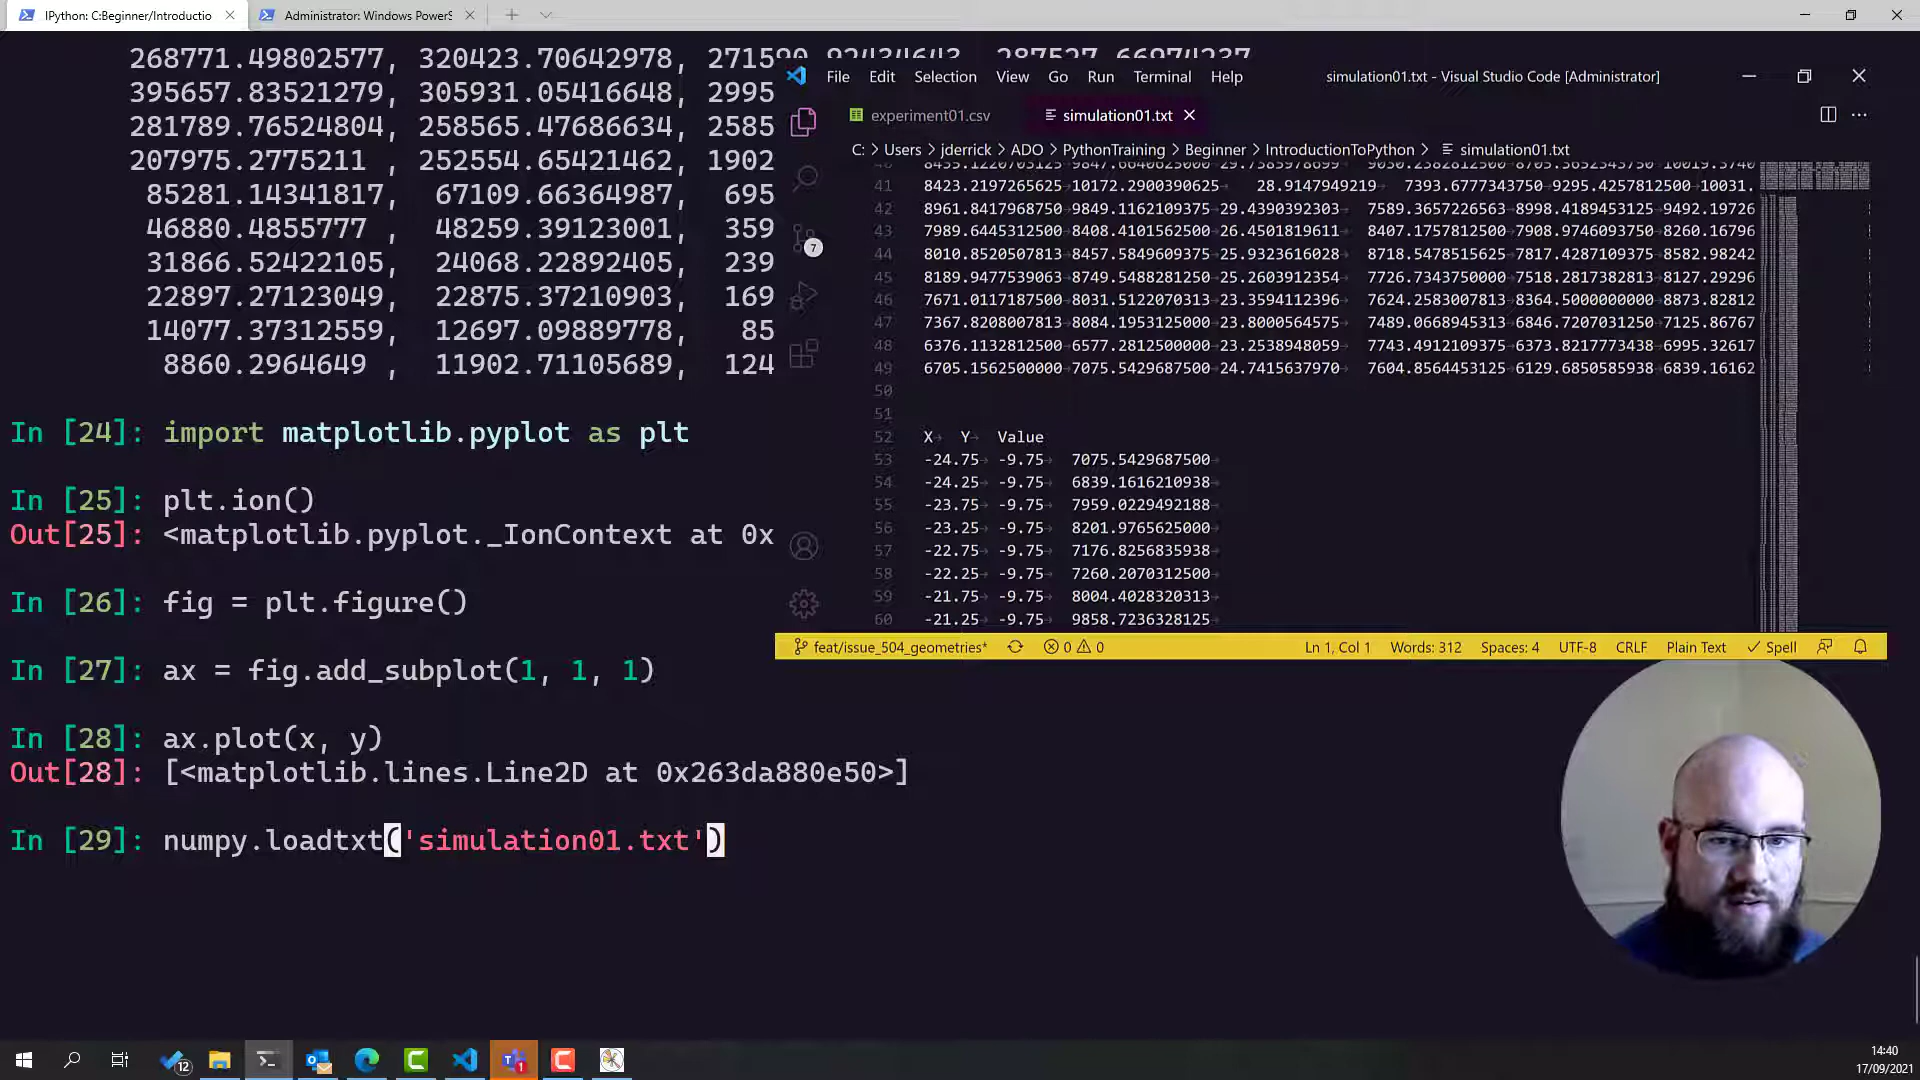 IPython: C:Beginner/Introductio
Administrator: Windows PowerS
268771.49802577, 320423.70642978, 271590.92434643, 287527.66974237
395657.83521279, 305931.05416648, 2995
281789.76524804, 258565.47686634, 2585
207975.2775211 , 252554.65421462, 1902
85281.14341817, 67109.66364987, 695
46880.4855777 , 48259.39123001, 359
31866.52422105, 24068.22892405, 239
22897.27123049, 22875.37210903, 169
14077.37312559, 12697.09889778, 85
8860.2964649 , 11902.71105689, 124
In [24]: import matplotlib.pyplot as plt
In [25]: plt.ion()
Out[25]: <matplotlib.pyplot._IonContext at 0x
In [26]: fig = plt.figure()
In [27]: ax = fig.add_subplot(1, 1, 1)
In [28]: ax.plot(x, y)
Out[28]: [<matplotlib.lines.Line2D at 0x263da880e50>]
In [29]: numpy.loadtxt('simulation01.txt')
File Edit Selection View Go Run Terminal Help
simulation01.txt - Visual Studio Code [Administrator]
experiment01.csv
simulation01.txt
C: > Users > jderrick > ADO > PythonTraining > Beginner > IntroductionToPython > simulation01.txt
41 8423.2197265625→10172.2900390625 28.9147949219→ 7393.6777343750→9295.4257812500→10031.
42 8961.8417968750→9849.1162109375→29.4390392303→ 7589.3657226563→8998.4189453125→9492.19726
43 7989.6445312500→8408.4101562500→26.4501819611→ 8407.1757812500→7908.9746093750→8260.16796
44 8010.8520507813→8457.5849609375→25.9323616028→ 8718.5478515625→7817.4287109375→8582.98242
45 8189.9477539063→8749.5488281250→25.2603912354→ 7726.7343750000→7518.2817382813→8127.29296
46 7671.0117187500→8031.5122070313→23.3594112396→ 7624.2583007813→8364.5000000000→8873.82812
47 7367.8208007813→8084.1953125000→23.8000564575→ 7489.0668945313→6846.7207031250→7125.86767
48 6376.1132812500→6577.2812500000→23.2538948059→ 7743.4912109375→6373.8217773438→6995.32617
49 6705.1562500000→7075.5429687500→24.7415637970→ 7604.8564453125→6129.6850585938→6839.16162
50
51
52 X→ Y→ Value
53 -24.75→ -9.75→ 7075.5429687500→
54 -24.25→ -9.75→ 6839.1616210938→
55 -23.75→ -9.75→ 7959.0229492188→
56 -23.25→ -9.75→ 8201.9765625000→
57 -22.75→ -9.75→ 7176.8256835938→
58 -22.25→ -9.75→ 7260.2070312500→
59 -21.75→ -9.75→ 8004.4028320313→
60 -21.25→ -9.75→ 9858.7236328125→
7
feat/issue_504_geometries* 0 0 Ln 1, Col 1 Words: 312 Spaces: 4 UTF-8 CRLF Plain Text Spell
12
1
14:40
17/09/2021